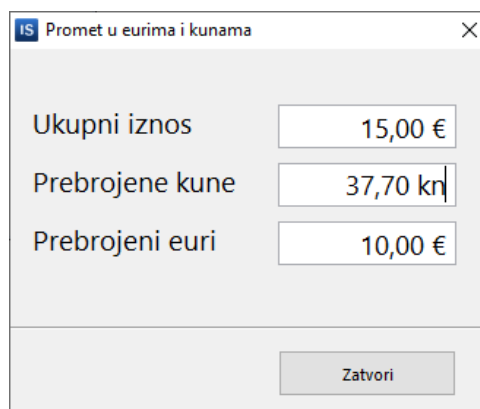 IS Promet u eurima i kunama
Ukupni iznos 15,00 €
Prebrojene kune 37,70 kn
Prebrojeni euri 10,00 €
Zatvori